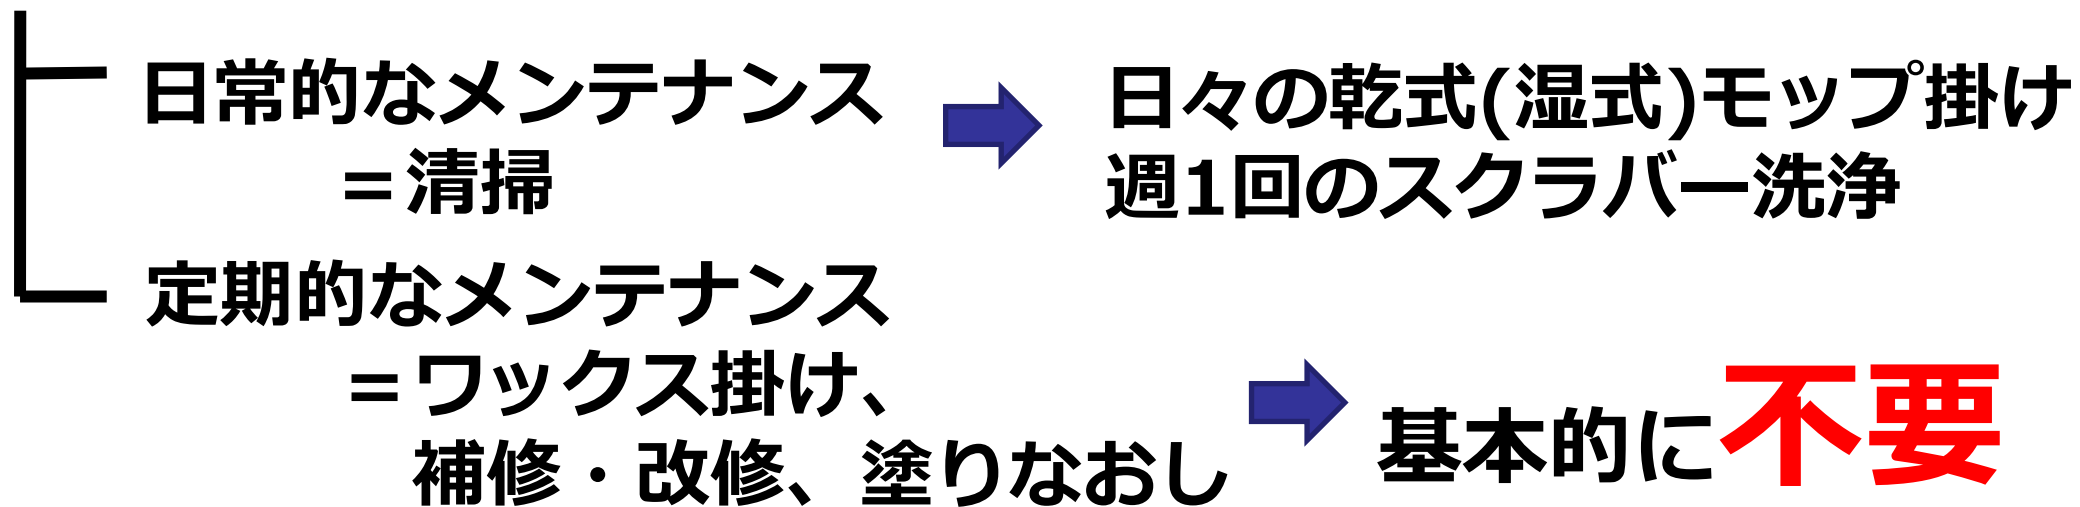 日常的なメンテナンス
＝清掃
日々の乾式(湿式)モップ掛け
週1回のスクラバー洗浄
定期的なメンテナンス
＝ワックス掛け、
補修・改修、塗りなおし
基本的に不要